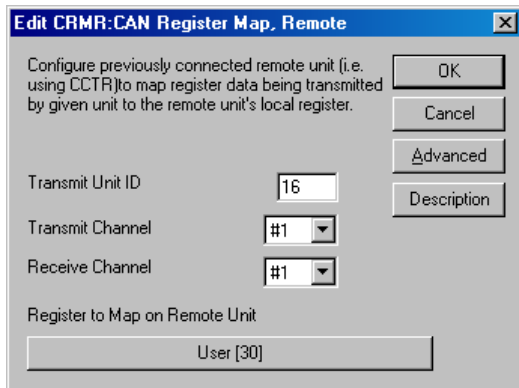 Edit CRMR:CAN Register Map, Remote
Configure previously connected remote unit (i.e.
using CCTR)to map register data being transmitted
by given unit to the remote unit's local register.
OK
Cancel
Advanced
Description
Transmit Unit ID
16
Transmit Channel
#1
Receive Channel
#1
Register to Map on Remote Unit
User [30]